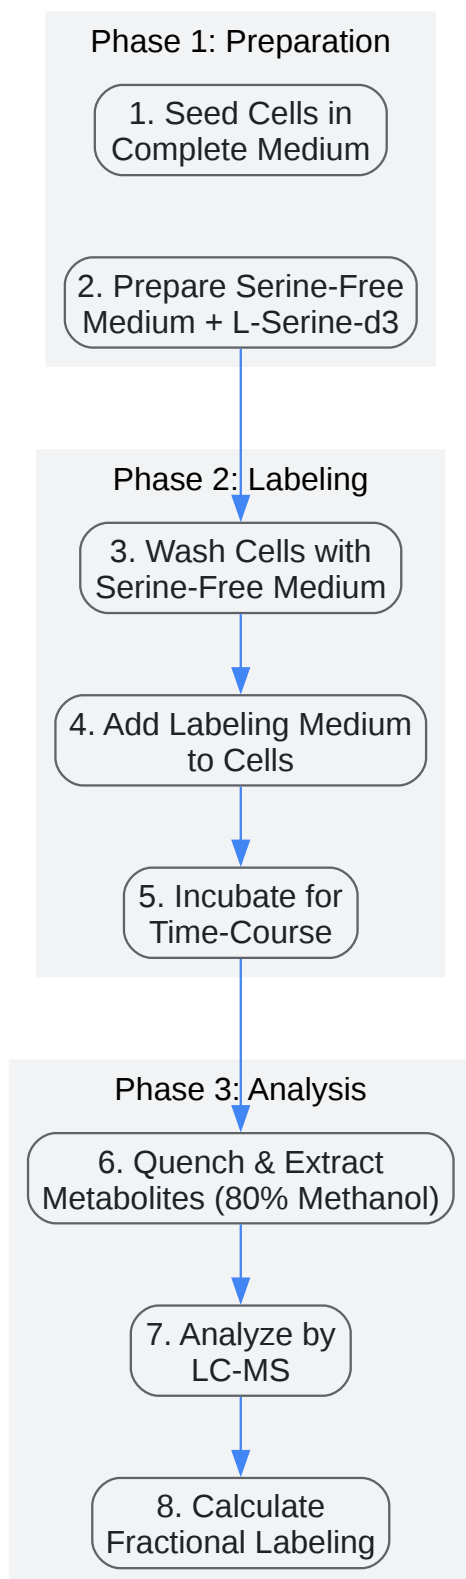 Phase 1: Preparation
1. Seed Cells in
Complete Medium
2. Prepare Serine-Free
Medium + L-Serine-d3
Phase 2: Labeling
3. Wash Cells with
Serine-Free Medium
4. Add Labeling Medium
to Cells
5. Incubate for
Time-Course
Phase 3: Analysis
6. Quench & Extract
Metabolites (80% Methanol)
7. Analyze by
LC-MS
8. Calculate
Fractional Labeling